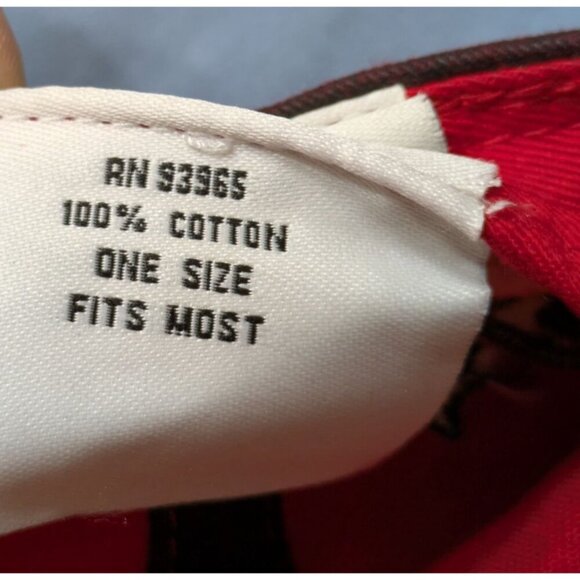 RN 93965
100% COTTON
ONE SIZE
FITS MOST